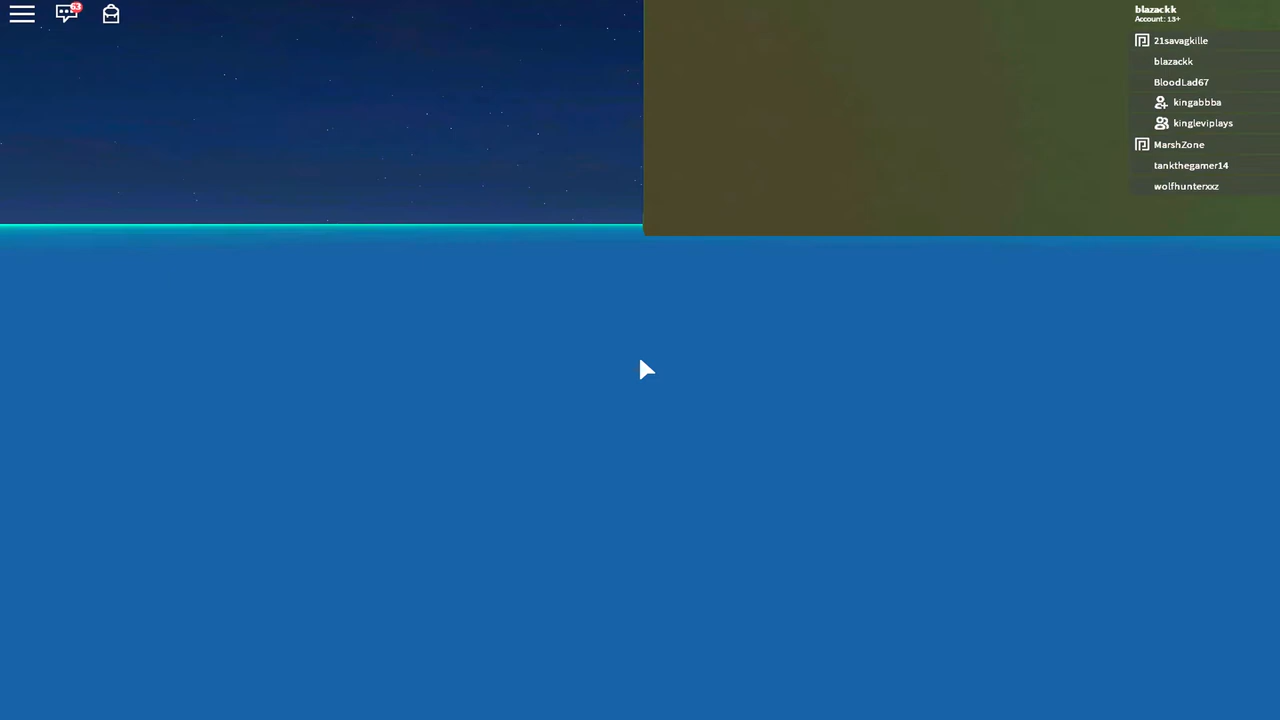 63
blazackk
Account: 13+
21savagkille
blazackk
BloodLad67
kingabbba
kingleviplays
MarshZone
tankthegamer14
wolfhunterxxz